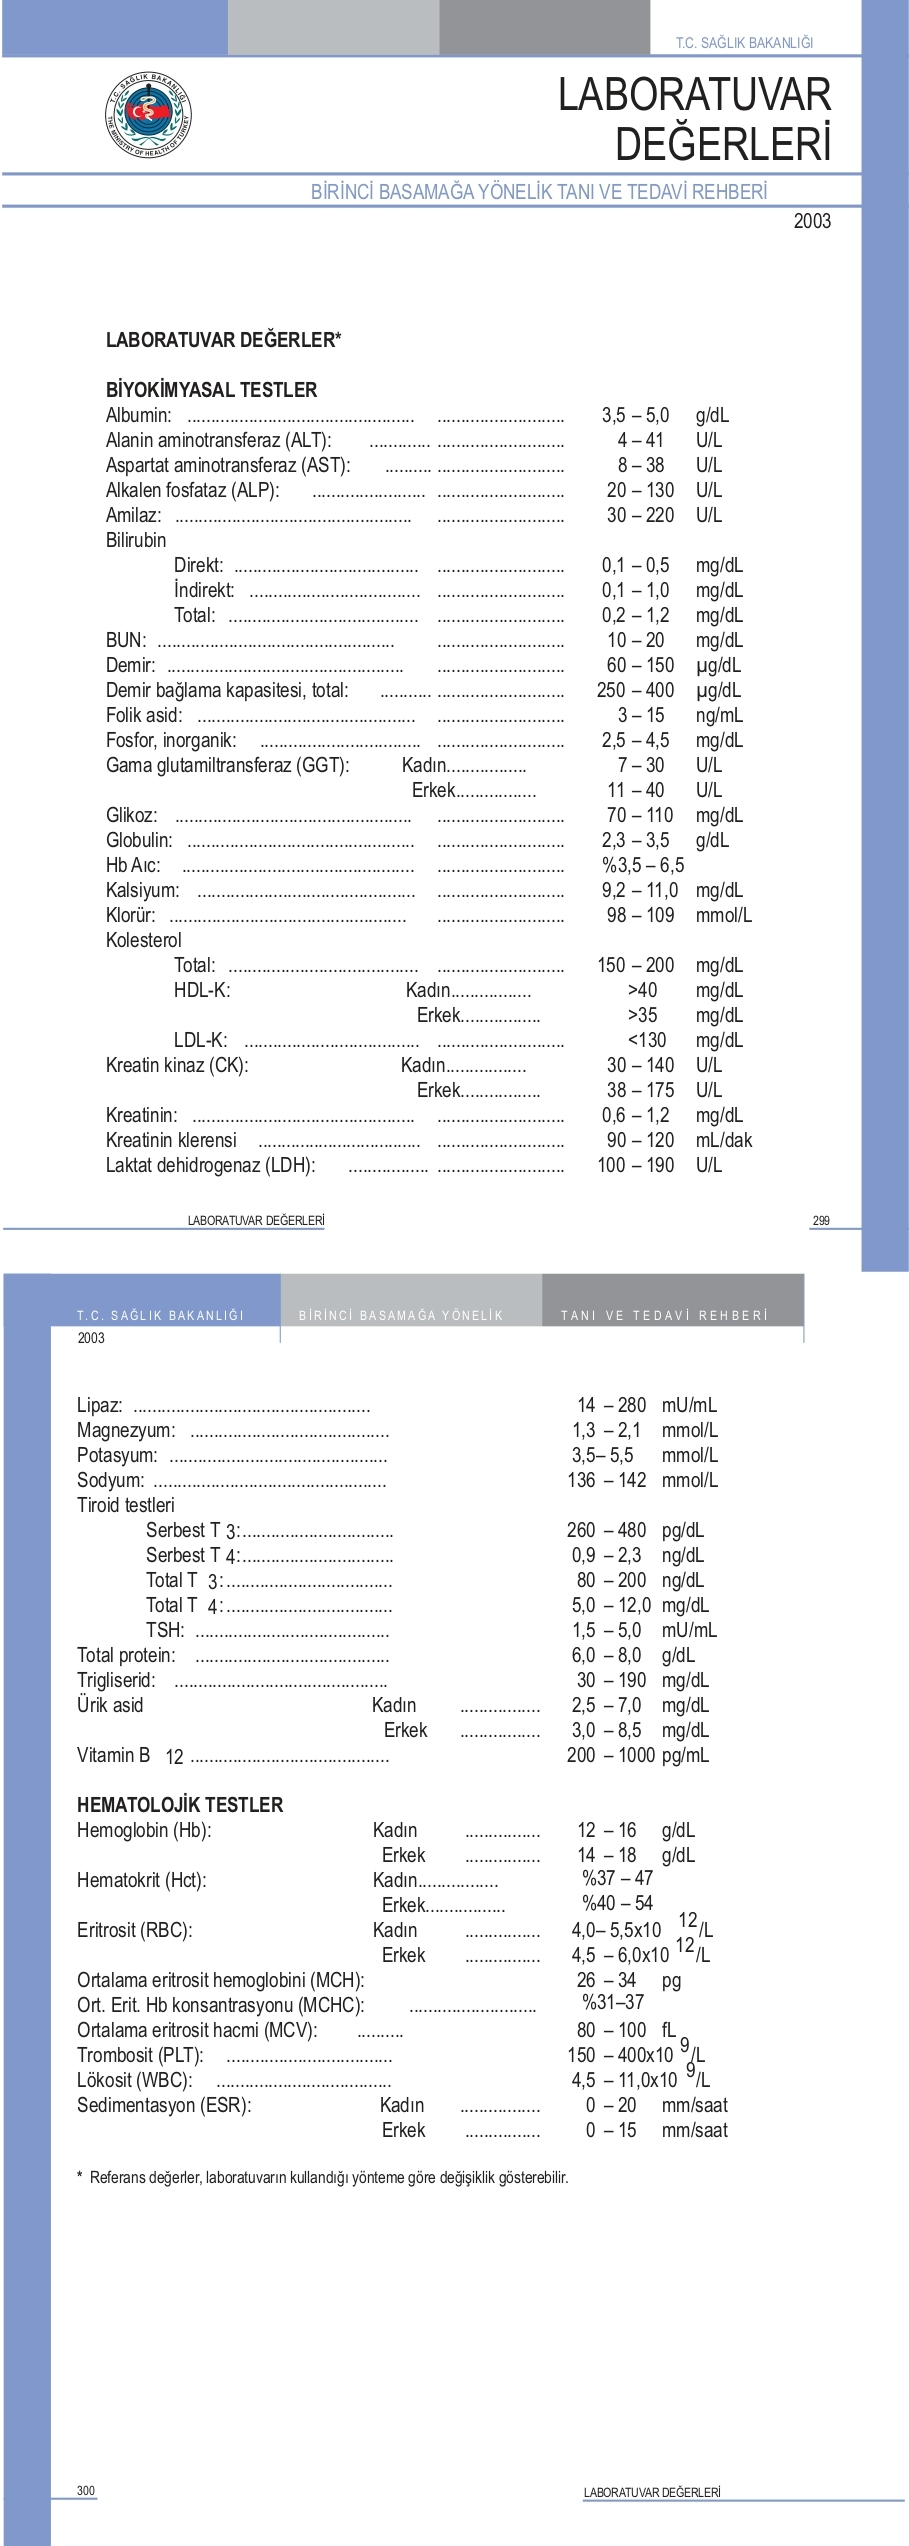 T.C. SAĞLIK BAKANLIĞI
T.C. SAĞLIK BAKANLIĞI
THE MINISTRY OF HEALTH OF TURKEY
LABORATUVAR
DEĞERLERİ
BİRİNCİ BASAMAĞA YÖNELİK TANI VE TEDAVİ REHBERİ
2003
LABORATUVAR DEĞERLER*
BİYOKİMYASAL TESTLER
Albumin: ................................................ ........................... 3,5 – 5,0 g/dL
Alanin aminotransferaz (ALT): ............. ........................... 4 – 41 U/L
Aspartat aminotransferaz (AST): .......... ........................... 8 – 38 U/L
Alkalen fosfataz (ALP): ........................ ........................... 20 – 130 U/L
Amilaz: .................................................. ........................... 30 – 220 U/L
Bilirubin
Direkt: ....................................... ........................... 0,1 – 0,5 mg/dL
İndirekt: .................................... ........................... 0,1 – 1,0 mg/dL
Total: ........................................ ........................... 0,2 – 1,2 mg/dL
BUN: .................................................. ........................... 10 – 20 mg/dL
Demir: .................................................. ........................... 60 – 150 µg/dL
Demir bağlama kapasitesi, total: ........... ........................... 250 – 400 µg/dL
Folik asid: .............................................. ........................... 3 – 15 ng/mL
Fosfor, inorganik: .................................. ........................... 2,5 – 4,5 mg/dL
Gama glutamiltransferaz (GGT): Kadın................. 7 – 30 U/L
Erkek................. 11 – 40 U/L
Glikoz: .................................................. ........................... 70 – 110 mg/dL
Globulin: ................................................ ........................... 2,3 – 3,5 g/dL
Hb Aıc: ................................................. ........................... %3,5 – 6,5
Kalsiyum: .............................................. ........................... 9,2 – 11,0 mg/dL
Klorür: .................................................. ........................... 98 – 109 mmol/L
Kolesterol
Total: ........................................ ........................... 150 – 200 mg/dL
HDL-K: Kadın................. >40 mg/dL
Erkek................. >35 mg/dL
LDL-K: ..................................... ........................... <130 mg/dL
Kreatin kinaz (CK): Kadın................. 30 – 140 U/L
Erkek................. 38 – 175 U/L
Kreatinin: ............................................... ........................... 0,6 – 1,2 mg/dL
Kreatinin klerensi .................................. ........................... 90 – 120 mL/dak
Laktat dehidrogenaz (LDH): ................. ........................... 100 – 190 U/L
LABORATUVAR DEĞERLERİ 299
T.C. SAĞLIK BAKANLIĞI BİRİNCİ BASAMAĞA YÖNELİK TANI VE TEDAVİ REHBERİ
2003
Lipaz: .................................................. 14 – 280 mU/mL
Magnezyum: .......................................... 1,3 – 2,1 mmol/L
Potasyum: .............................................. 3,5– 5,5 mmol/L
Sodyum: ................................................. 136 – 142 mmol/L
Tiroid testleri
Serbest T 3:................................ 260 – 480 pg/dL
Serbest T 4:................................ 0,9 – 2,3 ng/dL
Total T 3:................................... 80 – 200 ng/dL
Total T 4:................................... 5,0 – 12,0 mg/dL
TSH: ......................................... 1,5 – 5,0 mU/mL
Total protein: ......................................... 6,0 – 8,0 g/dL
Trigliserid: ............................................. 30 – 190 mg/dL
Ürik asid Kadın ................. 2,5 – 7,0 mg/dL
Erkek ................. 3,0 – 8,5 mg/dL
Vitamin B 12 .......................................... 200 – 1000 pg/mL
HEMATOLOJİK TESTLER
Hemoglobin (Hb): Kadın ................ 12 – 16 g/dL
Erkek ................ 14 – 18 g/dL
Hematokrit (Hct): Kadın................. %37 – 47
Erkek................. %40 – 54
Eritrosit (RBC): Kadın ................ 4,0– 5,5x10 12/L
Erkek ................ 4,5 – 6,0x10 12/L
Ortalama eritrosit hemoglobini (MCH): 26 – 34 pg
Ort. Erit. Hb konsantrasyonu (MCHC): ........................... %31–37
Ortalama eritrosit hacmi (MCV): .......... 80 – 100 fL
Trombosit (PLT): ................................... 150 – 400x10 9/L
Lökosit (WBC): ..................................... 4,5 – 11,0x10 9/L
Sedimentasyon (ESR): Kadın ................. 0 – 20 mm/saat
Erkek ................ 0 – 15 mm/saat
* Referans değerler, laboratuvarın kullandığı yönteme göre değişiklik gösterebilir.
300 LABORATUVAR DEĞERLERİ